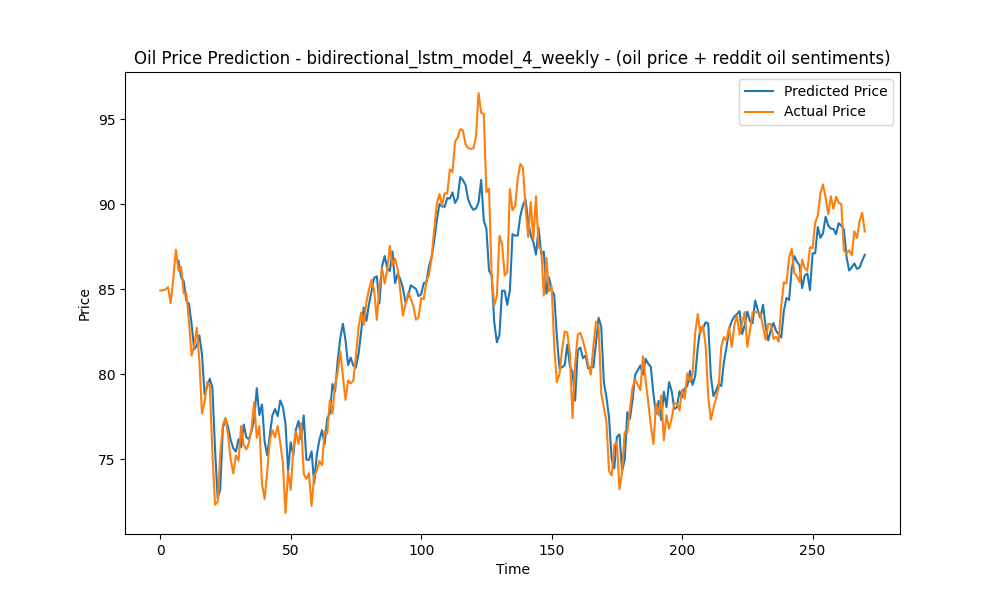 Oil Price Prediction - bidirectional_lstm_model_4_weekly - (oil price + reddit oil sentiments)
Predicted Price
Actual Price
95
90
85
80
75
Price
0 50 100 150 200 250
Time